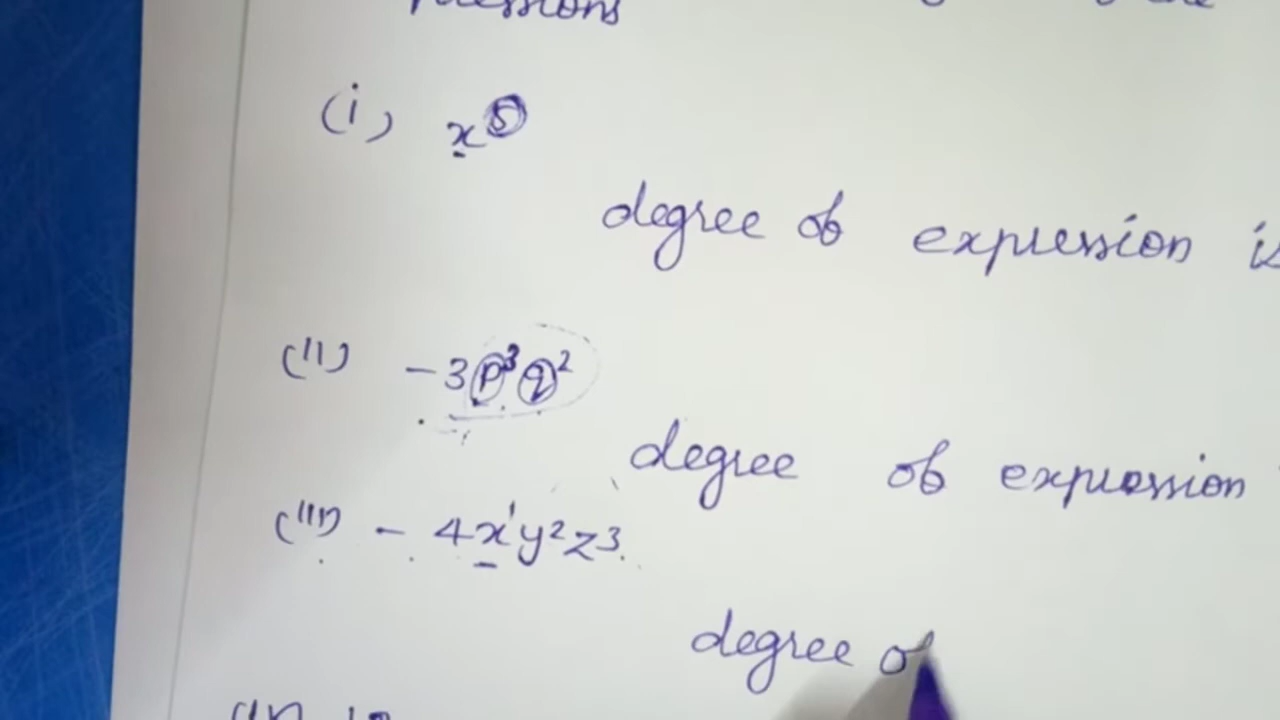 (i) x⁵
degree of expression is
(ii) -3p³q²
degree of expression
(iii) - 4x¹y²z³.
degree of